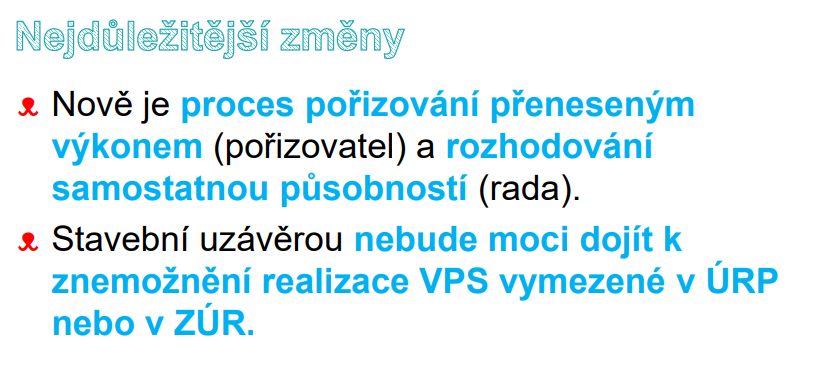 Nejdůležitější změny
Nově je proces pořizování přeneseným
výkonem (pořizovatel) a rozhodování
samostatnou působností (rada).
Stavební uzávěrou nebude moci dojít k
znemožnění realizace VPS vymezené v ÚRP
nebo v ZÚR.